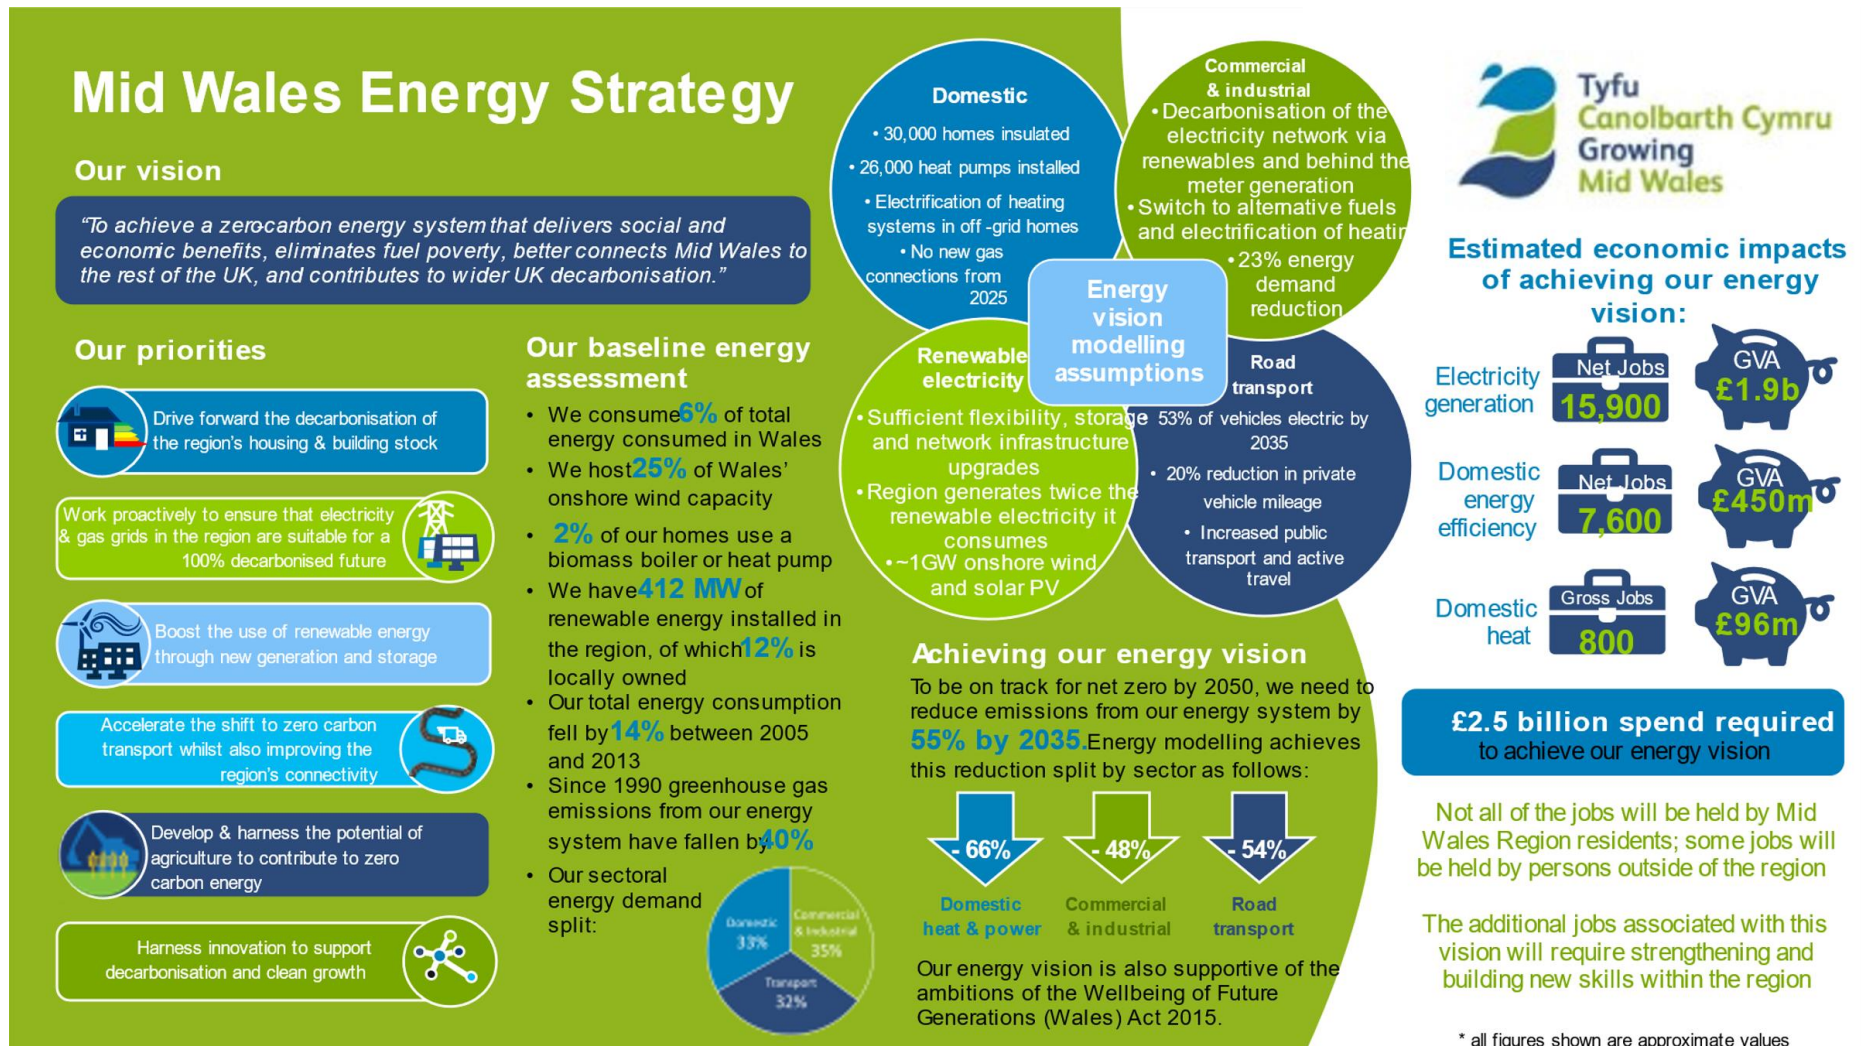 Mid Wales Energy Strategy
Our vision
“To achieve a zero-carbon energy system that delivers social and
economic benefits, eliminates fuel poverty, better connects Mid Wales to
the rest of the UK, and contributes to wider UK decarbonisation.”
Our priorities
Drive forward the decarbonisation of
the region's housing & building stock
Work proactively to ensure that electricity
& gas grids in the region are suitable for a
100% decarbonised future
Boost the use of renewable energy
through new generation and storage
Accelerate the shift to zero carbon
transport whilst also improving the
region's connectivity
Develop & harness the potential of
agriculture to contribute to zero
carbon energy
Harness innovation to support
decarbonisation and clean growth
Our baseline energy
assessment
• We consume 6% of total
energy consumed in Wales
• We host 25% of Wales’
onshore wind capacity
• 2% of our homes use a
biomass boiler or heat pump
• We have 412 MW of
renewable energy installed in
the region, of which 12% is
locally owned
• Our total energy consumption
fell by 14% between 2005
and 2013
• Since 1990 greenhouse gas
emissions from our energy
system have fallen by 40%
• Our sectoral
energy demand
split:
Domestic
33%
Commercial
& Industrial
35%
Transport
32%
Domestic
• 30,000 homes insulated
• 26,000 heat pumps installed
• Electrification of heating
systems in off -grid homes
• No new gas
connections from
2025
Commercial
& industrial
• Decarbonisation of the
electricity network via
renewables and behind the
meter generation
• Switch to alternative fuels
and electrification of heatin
• 23% energy
demand
reduction
Energy
vision
modelling
assumptions
Renewable
electricity
• Sufficient flexibility, storage
and network infrastructure
upgrades
• Region generates twice the
renewable electricity it
consumes
• ~1GW onshore wind
and solar PV
Road
transport
• 53% of vehicles electric by
2035
• 20% reduction in private
vehicle mileage
• Increased public
transport and active
travel
Achieving our energy vision
To be on track for net zero by 2050, we need to
reduce emissions from our energy system by
55% by 2035. Energy modelling achieves
this reduction split by sector as follows:
- 66%
- 48%
- 54%
Domestic
heat & power
Commercial
& industrial
Road
transport
Our energy vision is also supportive of the
ambitions of the Wellbeing of Future
Generations (Wales) Act 2015.
Tyfu
Canolbarth Cymru
Growing
Mid Wales
Estimated economic impacts
of achieving our energy
vision:
Electricity
generation
Net Jobs
15,900
GVA
£1.9b
Domestic
energy
efficiency
Net Jobs
7,600
GVA
£450m
Domestic
heat
Gross Jobs
800
GVA
£96m
£2.5 billion spend required
to achieve our energy vision
Not all of the jobs will be held by Mid
Wales Region residents; some jobs will
be held by persons outside of the region
The additional jobs associated with this
vision will require strengthening and
building new skills within the region
* all figures shown are approximate values